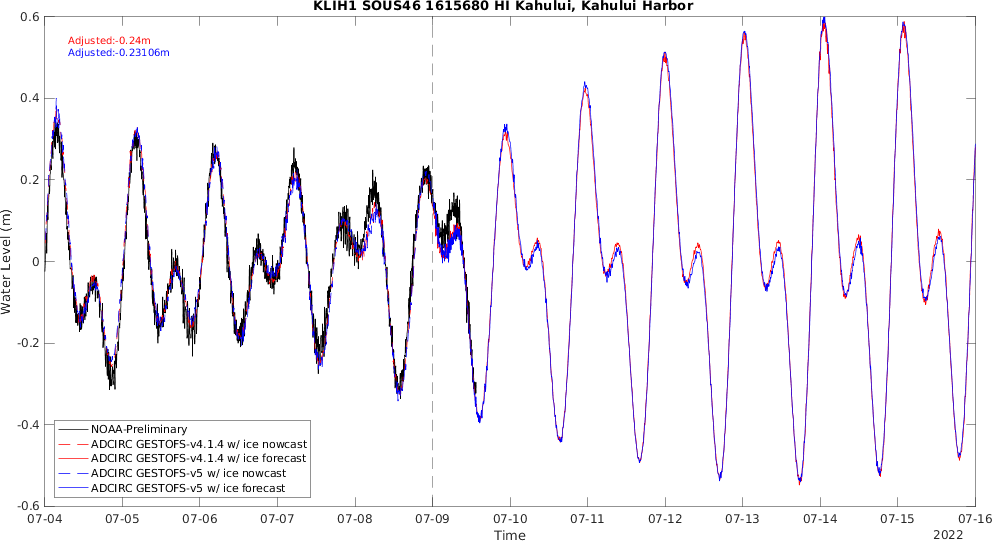 KLIH1 SOUS46 1615680 HI Kahului, Kahului Harbor
Adjusted:-0.24m
Adjusted:-0.23106m
0.6
0.4
0.2
0
-0.2
-0.4
-0.6
Water Level (m)
NOAA-Preliminary
ADCIRC GESTOFS-v4.1.4 w/ ice nowcast
ADCIRC GESTOFS-v4.1.4 w/ ice forecast
ADCIRC GESTOFS-v5 w/ ice nowcast
ADCIRC GESTOFS-v5 w/ ice forecast
07-04 07-05 07-06 07-07 07-08 07-09 07-10 07-11 07-12 07-13 07-14 07-15 07-16
Time
2022